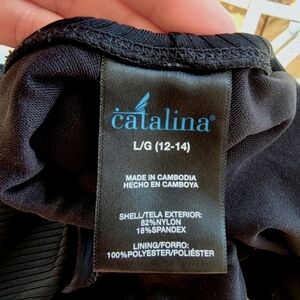 catalina®
L/G (12-14)
MADE IN CAMBODIA
HECHO EN CAMBOYA
SHELL/TELA EXTERIOR:
82%NYLON
18%SPANDEX
LINING/FORRO:
100%POLYESTER/POLIÉSTER